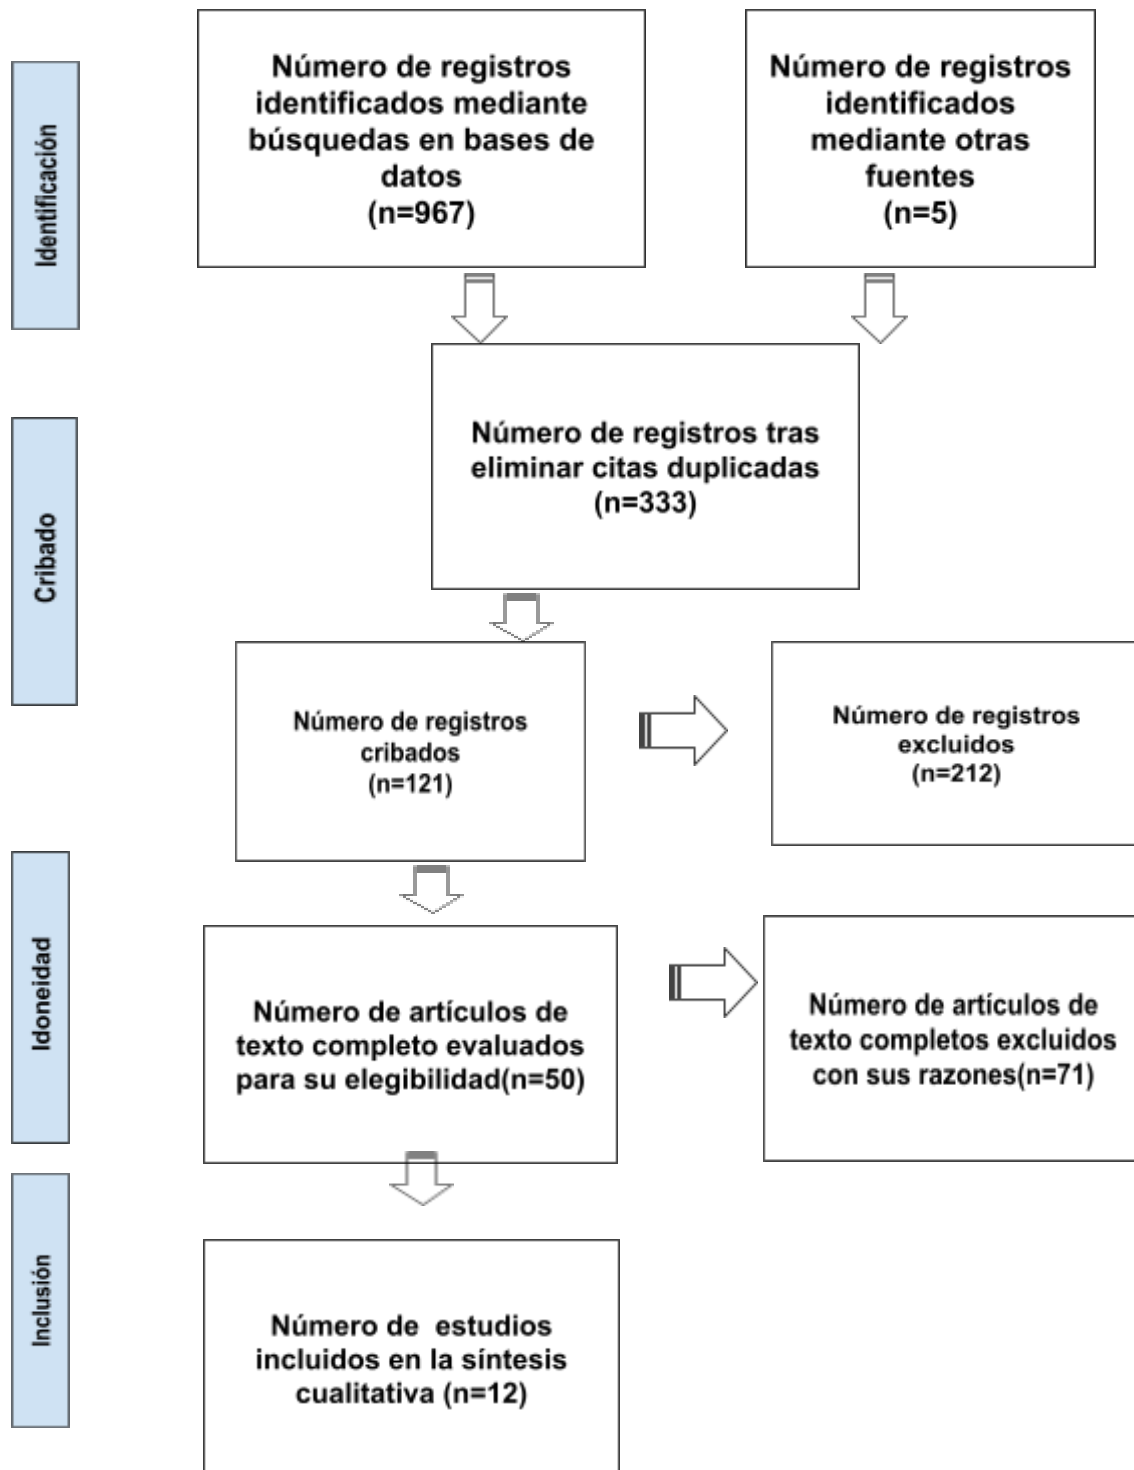 Identificación
Número de registros
identificados mediante
búsquedas en bases de
datos
(n=967)
Número de registros
identificados
mediante otras
fuentes
(n=5)
Cribado
Número de registros tras
eliminar citas duplicadas
(n=333)
Número de registros
cribados
(n=121)
Número de registros
excluidos
(n=212)
Idoneidad
Número de artículos de
texto completo evaluados
para su elegibilidad(n=50)
Número de artículos de
texto completos excluidos
con sus razones(n=71)
Inclusión
Número de estudios
incluidos en la síntesis
cualitativa (n=12)